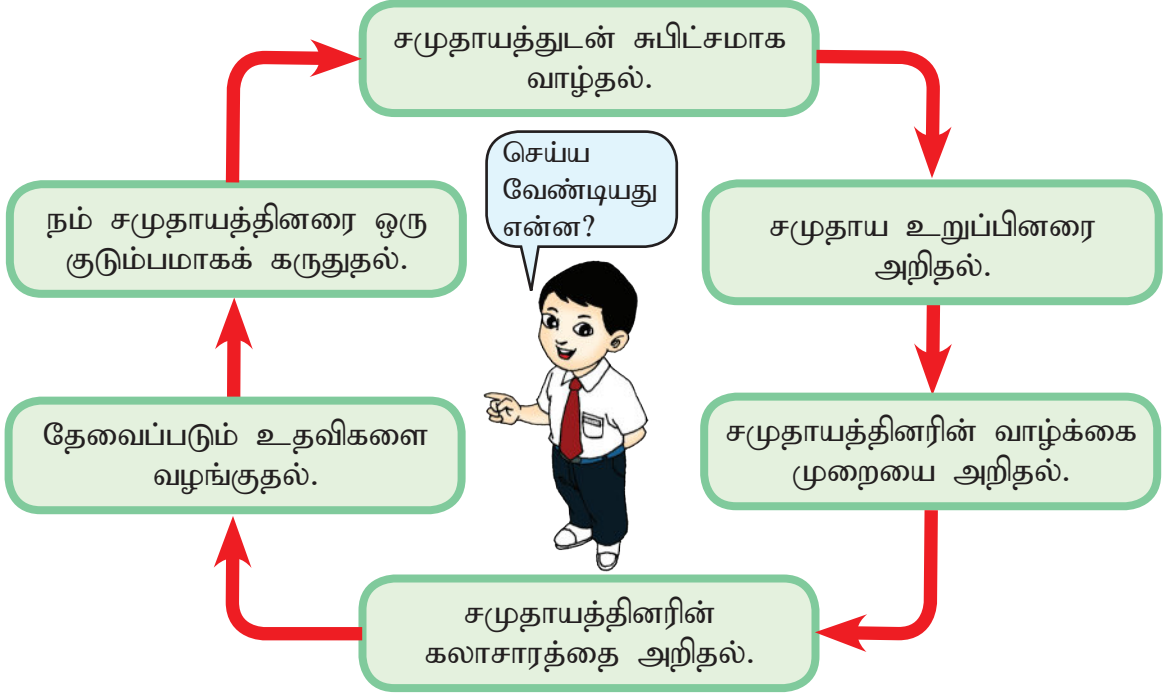 சமுதாயத்துடன் சுபிட்சமாக
வாழ்தல்.
செய்ய
வேண்டியது
என்ன?
சமுதாய உறுப்பினரை
அறிதல்.
சமுதாயத்தினரின் வாழ்க்கை
முறையை அறிதல்.
சமுதாயத்தினரின்
கலாசாரத்தை அறிதல்.
தேவைப்படும் உதவிகளை
வழங்குதல்.
நம் சமுதாயத்தினரை ஒரு
குடும்பமாகக் கருதுதல்.